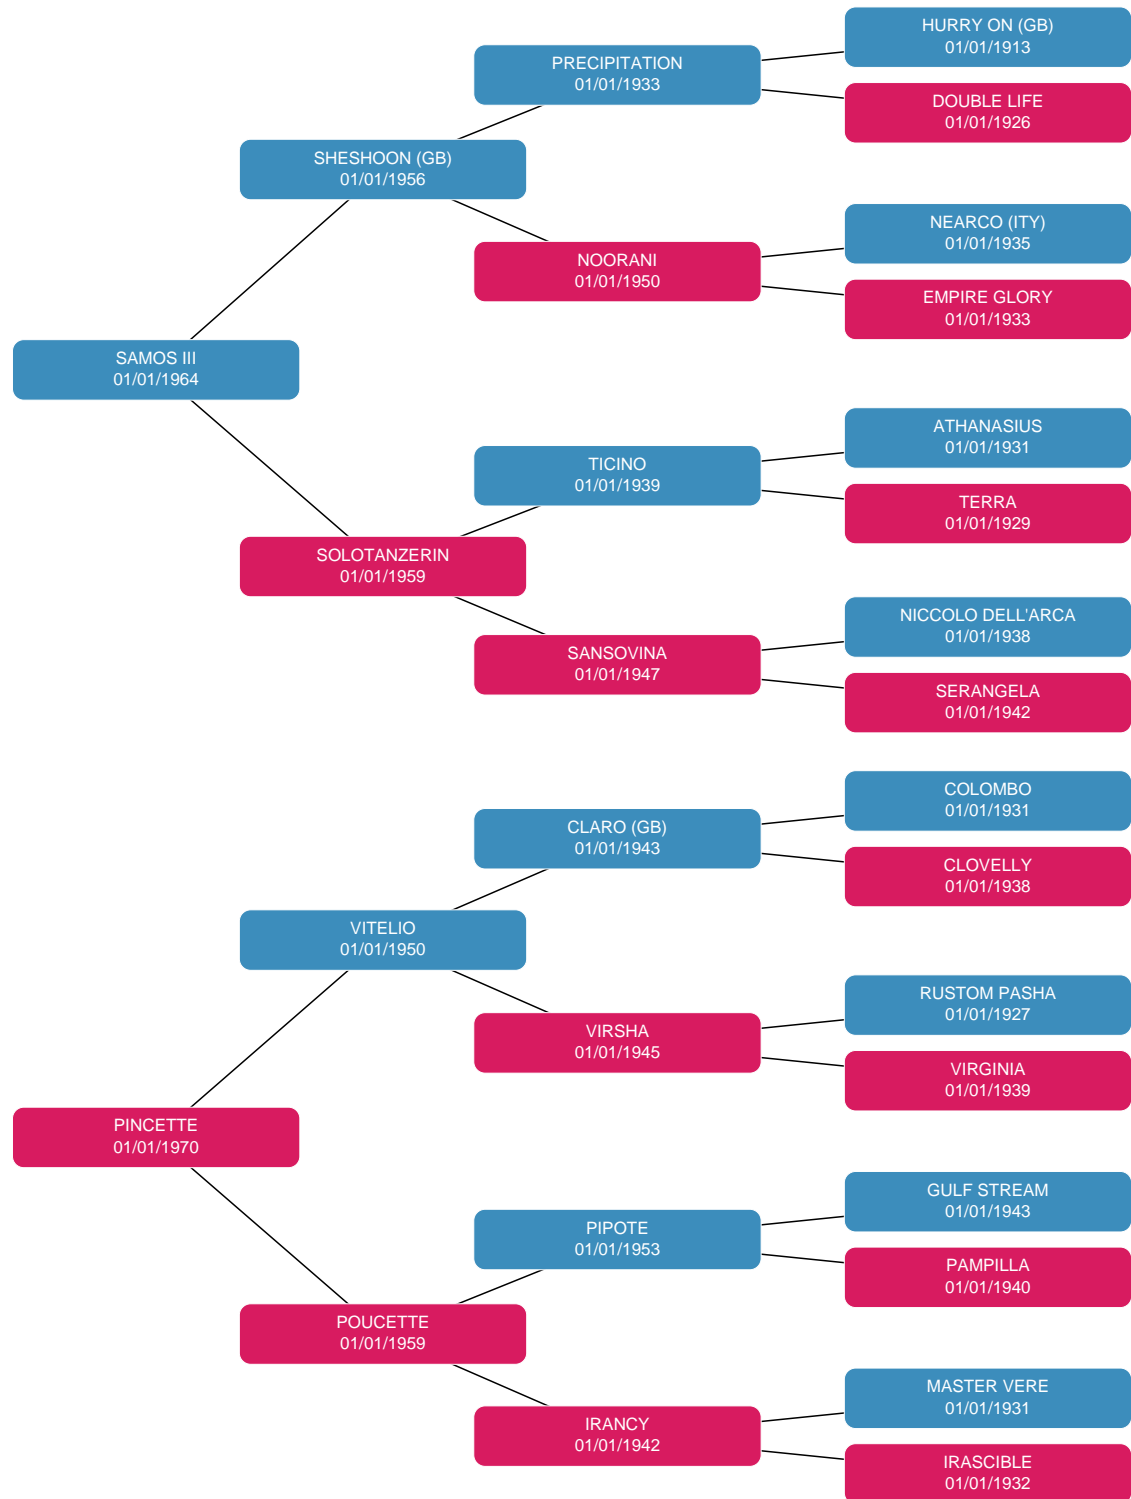 HURRY ON (GB)
01/01/1913
PRECIPITATION
01/01/1933
DOUBLE LIFE
01/01/1926
SHESHOON (GB)
01/01/1956
NEARCO (ITY)
01/01/1935
NOORANI
01/01/1950
EMPIRE GLORY
01/01/1933
SAMOS III
01/01/1964
ATHANASIUS
01/01/1931
TICINO
01/01/1939
TERRA
01/01/1929
SOLOTANZERIN
01/01/1959
NICCOLO DELL'ARCA
01/01/1938
SANSOVINA
01/01/1947
SERANGELA
01/01/1942
COLOMBO
01/01/1931
CLARO (GB)
01/01/1943
CLOVELLY
01/01/1938
VITELIO
01/01/1950
RUSTOM PASHA
01/01/1927
VIRSHA
01/01/1945
VIRGINIA
01/01/1939
PINCETTE
01/01/1970
GULF STREAM
01/01/1943
PIPOTE
01/01/1953
PAMPILLA
01/01/1940
POUCETTE
01/01/1959
MASTER VERE
01/01/1931
IRANCY
01/01/1942
IRASCIBLE
01/01/1932